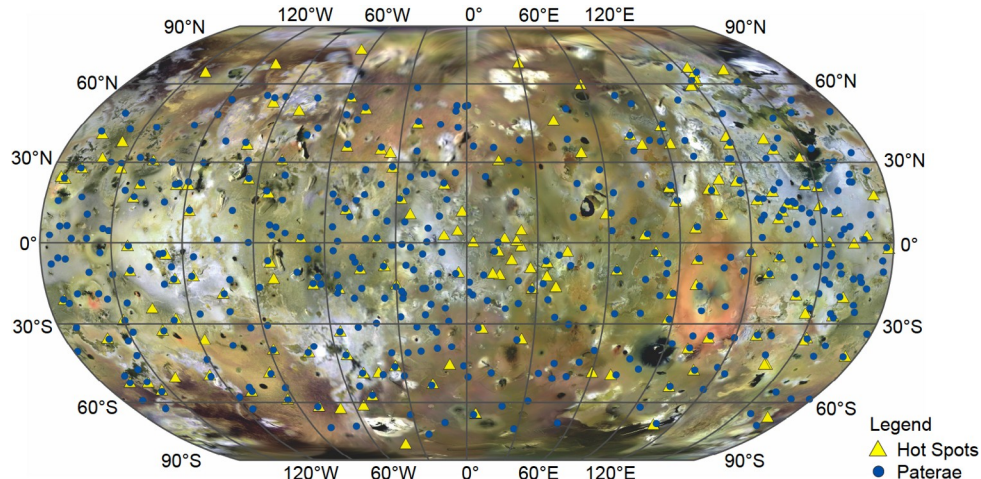 120°W 60°W 0° 60°E 120°E
90°N 90°N
60°N 60°N
30°N 30°N
0° 0°
30°S 30°S
60°S 60°S
Legend
Hot Spots
90°S 90°S
Paterae
120°W 60°W 0° 60°E 120°E